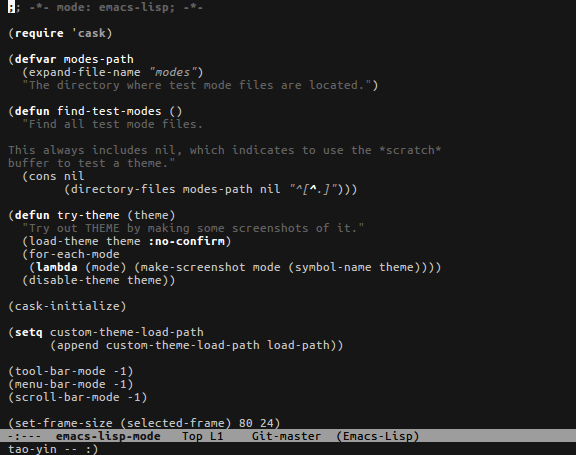 ;; -*- mode: emacs-lisp; -*-

(require 'cask)

(defvar modes-path
  (expand-file-name "modes")
  "The directory where test mode files are located.")

(defun find-test-modes ()
  "Find all test mode files.

This always includes nil, which indicates to use the *scratch*
buffer to test a theme."
  (cons nil
        (directory-files modes-path nil "^[^.]")))

(defun try-theme (theme)
  "Try out THEME by making some screenshots of it."
  (load-theme theme :no-confirm)
  (for-each-mode
   (lambda (mode) (make-screenshot mode (symbol-name theme))))
  (disable-theme theme))

(cask-initialize)

(setq custom-theme-load-path
      (append custom-theme-load-path load-path))

(tool-bar-mode -1)
(menu-bar-mode -1)
(scroll-bar-mode -1)

(set-frame-size (selected-frame) 80 24)
-:---  emacs-lisp-mode   Top L1    Git-master  (Emacs-Lisp)
tao-yin -- :)